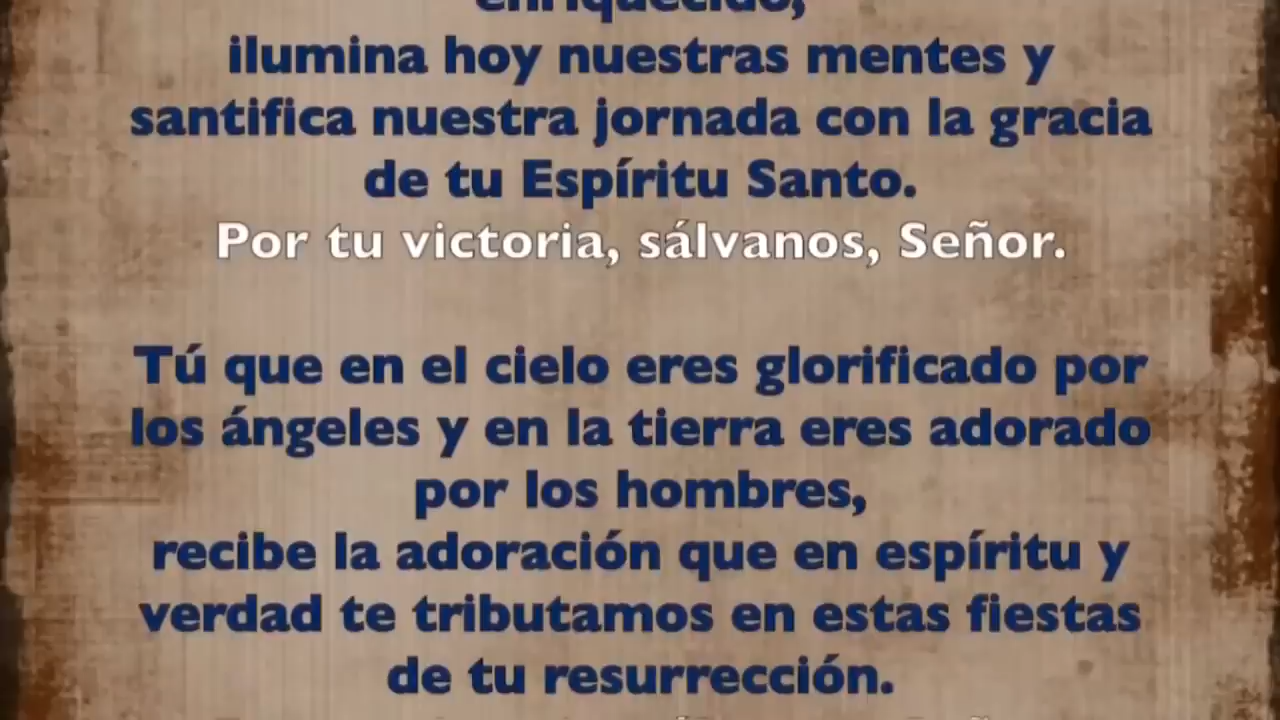 enriquecido,
ilumina hoy nuestras mentes y
santifica nuestra jornada con la gracia
de tu Espíritu Santo.
Por tu victoria, sálvanos, Señor.
Tú que en el cielo eres glorificado por
los ángeles y en la tierra eres adorado
por los hombres,
recibe la adoración que en espíritu y
verdad te tributamos en estas fiestas
de tu resurrección.